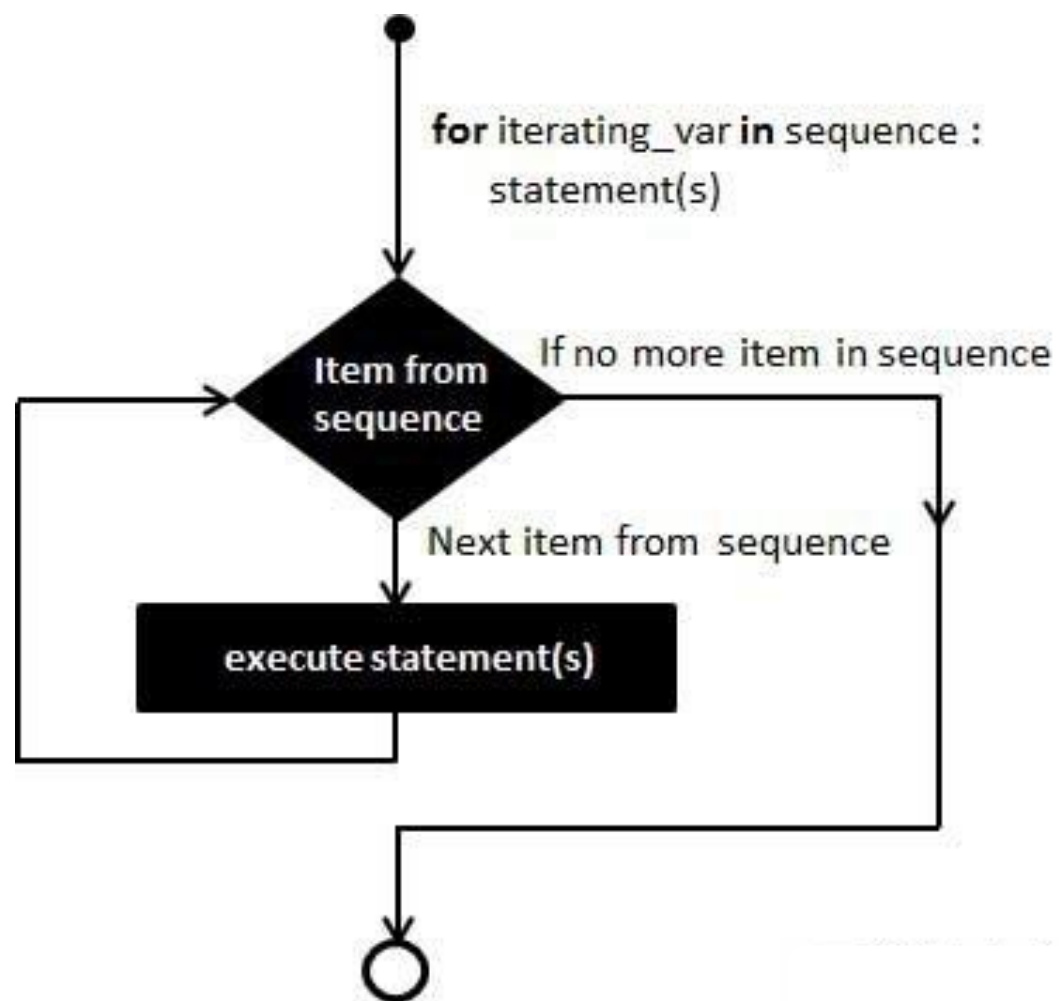 for iterating_var in sequence :
statement(s)
If no more item in sequence
Item from
sequence
Next item from sequence
execute statement(s)